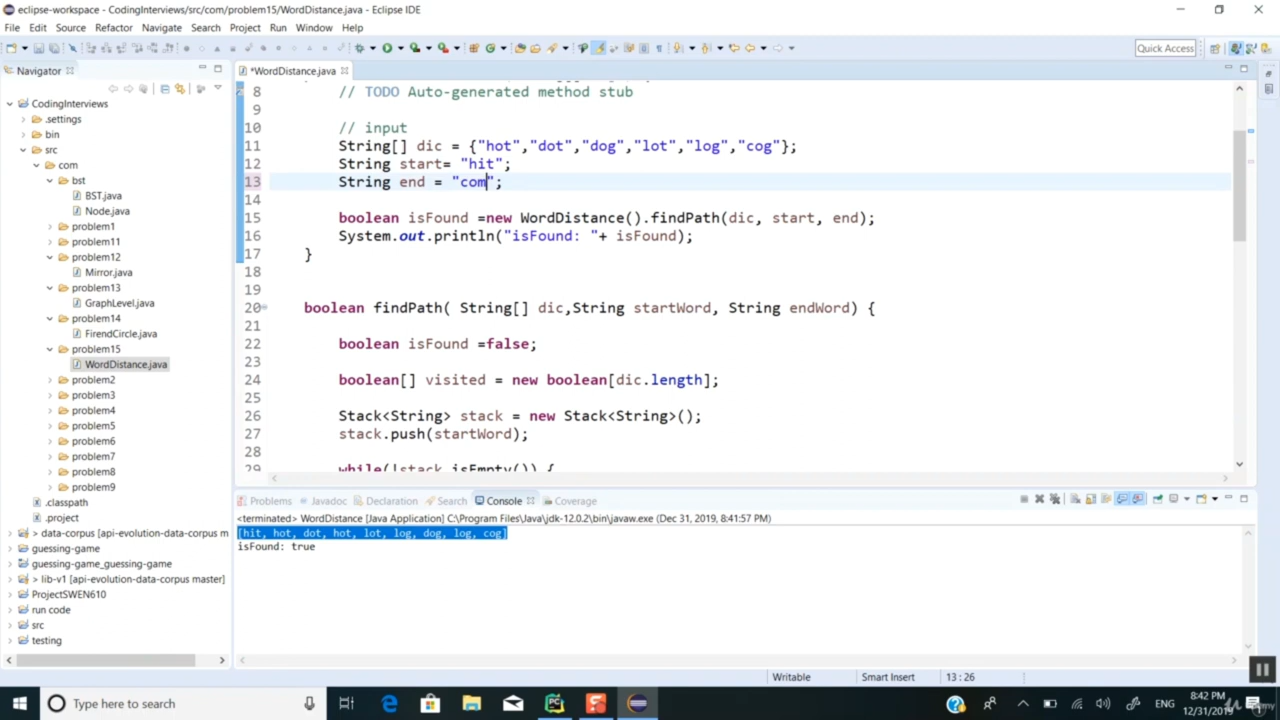 eclipse-workspace - CodingInterviews/src/com/problem15/WordDistance.java - Eclipse IDE
File Edit Source Refactor Navigate Search Project Run Window Help
Quick Access
Navigator
*WordDistance.java
CodingInterviews
.settings
bin
src
com
bst
BST.java
Node.java
problem1
problem11
problem12
Mirror.java
problem13
GraphLevel.java
problem14
FirendCircle.java
problem15
WordDistance.java
problem2
problem3
problem4
problem5
problem6
problem7
problem8
problem9
.classpath
.project
> data-corpus [api-evolution-data-corpus m
guessing-game
guessing-game_guessing-game
> lib-v1 [api-evolution-data-corpus master]
ProjectSWEN610
run code
src
testing
8 // TODO Auto-generated method stub
9
10 // input
11 String[] dic = {"hot","dot","dog","lot","log","cog"};
12 String start= "hit";
13 String end = "com";
14
15 boolean isFound =new WordDistance().findPath(dic, start, end);
16 System.out.println("isFound: "+ isFound);
17 }
18
19
20 boolean findPath( String[] dic,String startWord, String endWord) {
21
22 boolean isFound =false;
23
24 boolean[] visited = new boolean[dic.length];
25
26 Stack<String> stack = new Stack<String>();
27 stack.push(startWord);
28
29 while(!stack.isEmpty()) {
Problems Javadoc Declaration Search Console Coverage
<terminated> WordDistance [Java Application] C:\Program Files\Java\jdk-12.0.2\bin\javaw.exe (Dec 31, 2019, 8:41:57 PM)
[hit, hot, dot, hot, lot, log, dog, log, cog]
isFound: true
Writable Smart Insert 13 : 26
Type here to search
ENG
8:42 PM